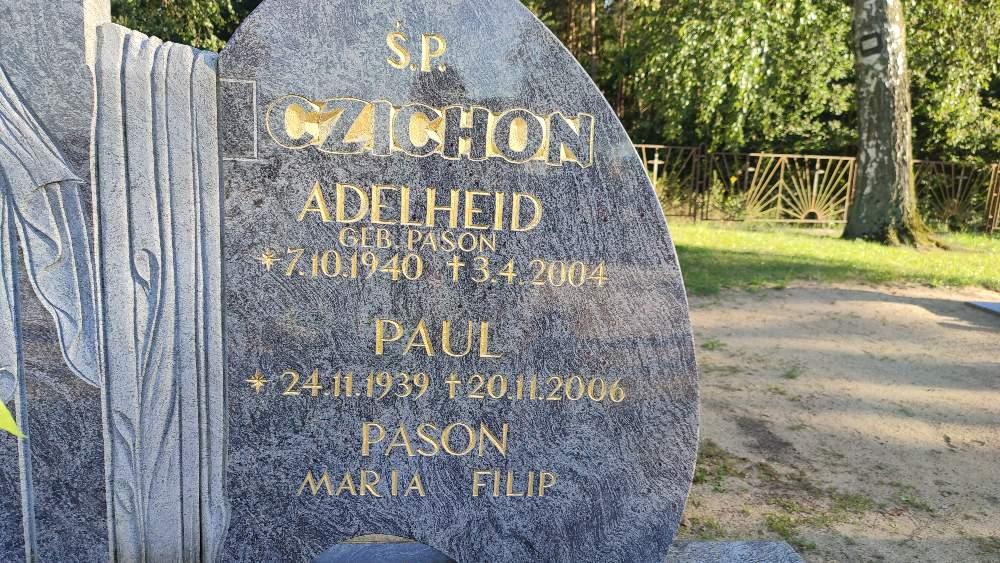 Ś.P.
CZICHON
ADELHEID
GEB. PASON
* 7.10.1940 † 3.4.2004
PAUL
* 24.11.1939 † 20.11.2006
PASON
MARIA FILIP